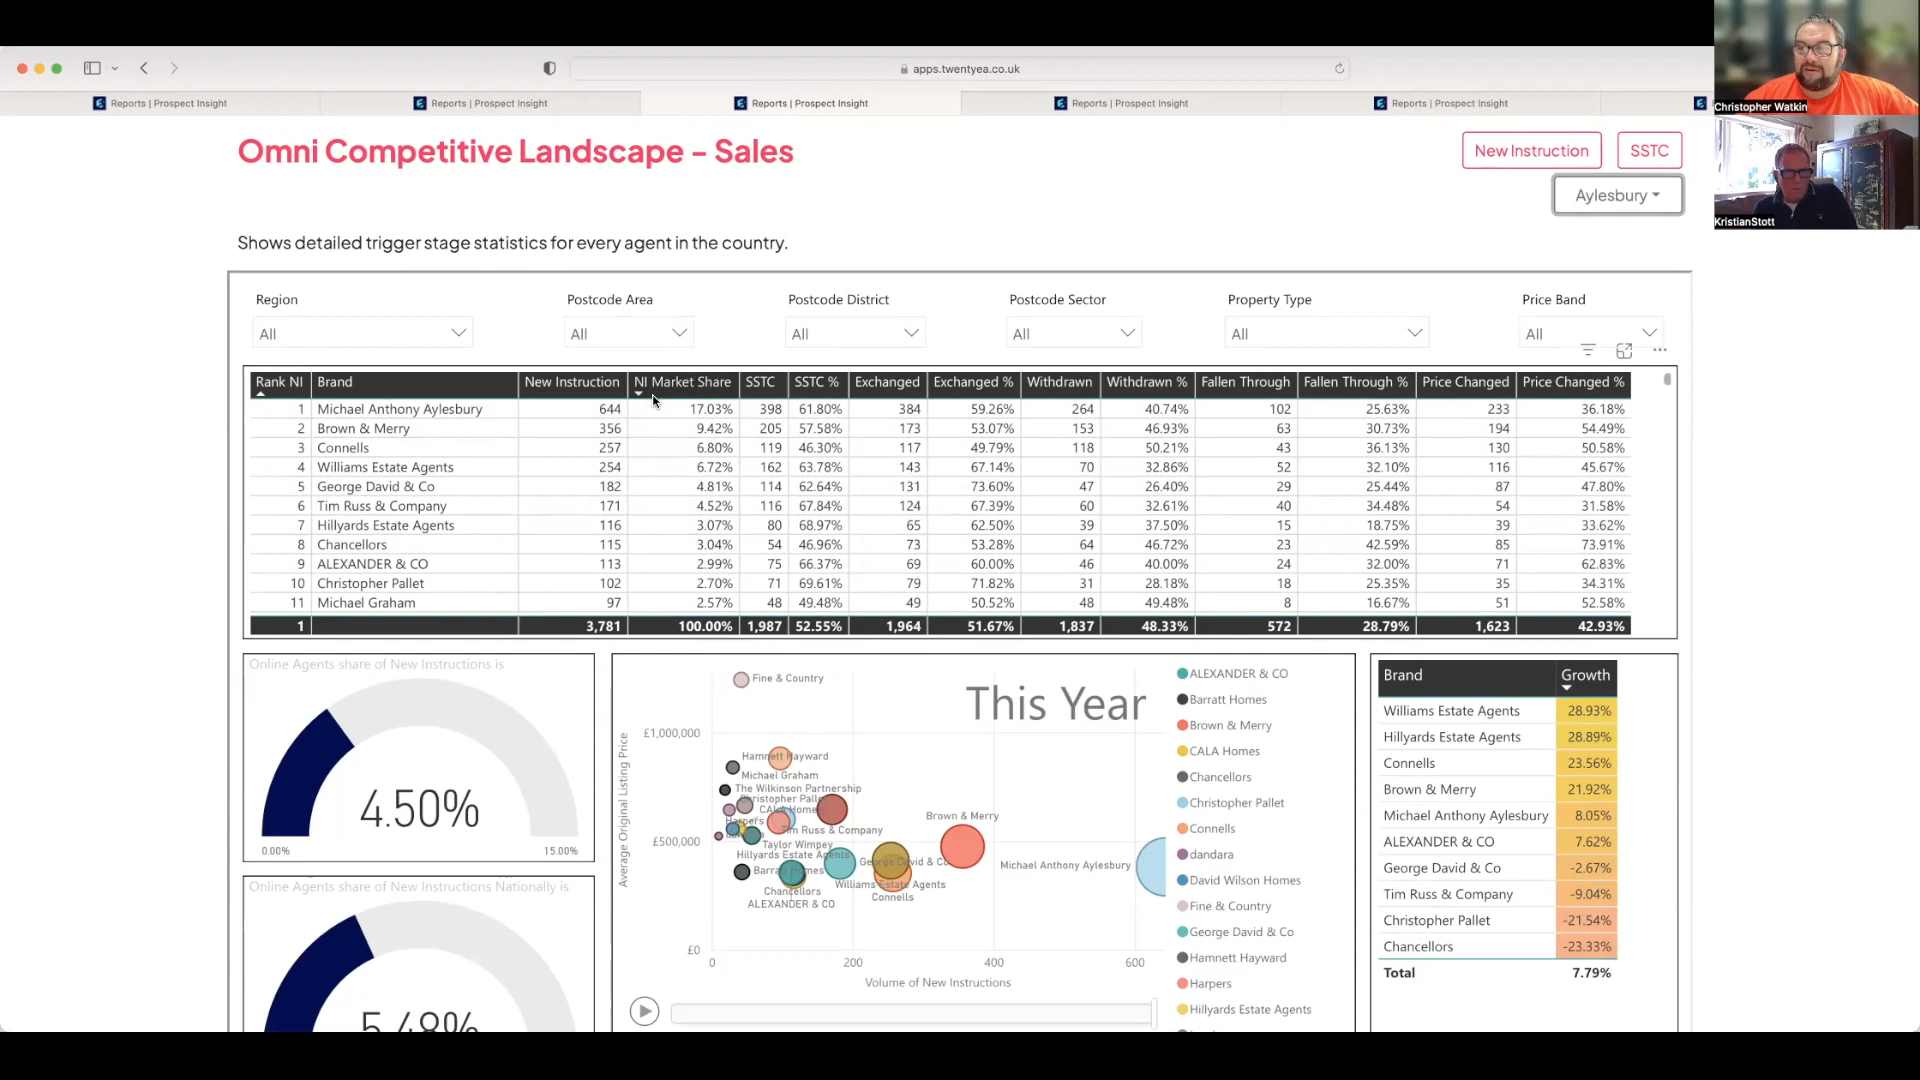 apps.twentyea.co.uk
Reports | Prospect Insight
Reports | Prospect Insight
Reports | Prospect Insight
Reports | Prospect Insight
Reports | Prospect Insight
Christopher Watkin
KristianStott
Omni Competitive Landscape – Sales
New Instruction
SSTC
Aylesbury
Shows detailed trigger stage statistics for every agent in the country.
Region Postcode Area Postcode District Postcode Sector Property Type Price Band
All All All All All All
Rank NI Brand New Instruction NI Market Share SSTC SSTC % Exchanged Exchanged % Withdrawn Withdrawn % Fallen Through Fallen Through % Price Changed Price Changed %
1 Michael Anthony Aylesbury 644 17.03% 398 61.80% 384 59.26% 264 40.74% 102 25.63% 233 36.18%
2 Brown & Merry 356 9.42% 205 57.58% 173 53.07% 153 46.93% 63 30.73% 194 54.49%
3 Connells 257 6.80% 119 46.30% 117 49.79% 118 50.21% 43 36.13% 130 50.58%
4 Williams Estate Agents 254 6.72% 162 63.78% 143 67.14% 70 32.86% 52 32.10% 116 45.67%
5 George David & Co 182 4.81% 114 62.64% 131 73.60% 47 26.40% 29 25.44% 87 47.80%
6 Tim Russ & Company 171 4.52% 116 67.84% 124 67.39% 60 32.61% 40 34.48% 54 31.58%
7 Hillyards Estate Agents 116 3.07% 80 68.97% 65 62.50% 39 37.50% 15 18.75% 39 33.62%
8 Chancellors 115 3.04% 54 46.96% 73 53.28% 64 46.72% 23 42.59% 85 73.91%
9 ALEXANDER & CO 113 2.99% 75 66.37% 69 60.00% 46 40.00% 24 32.00% 71 62.83%
10 Christopher Pallet 102 2.70% 71 69.61% 79 71.82% 31 28.18% 18 25.35% 35 34.31%
11 Michael Graham 97 2.57% 48 49.48% 49 50.52% 48 49.48% 8 16.67% 51 52.58%
1 3,781 100.00% 1,987 52.55% 1,964 51.67% 1,837 48.33% 572 28.79% 1,623 42.93%
Online Agents share of New Instructions is
4.50%
0.00% 15.00%
Online Agents share of New Instructions Nationally is
5.48%
This Year
Average Original Listing Price
£1,000,000
£500,000
£0
0 200 400 600
Volume of New Instructions
Fine & Country
Hamnett Hayward
Michael Graham
The Wilkinson Partnership
Christopher Palle
CALA Home
Harpers
Tim Russ & Company
Taylor Wimpey
Hillyards Estate Agents
George David & Co
Barratt Homes
Williams Estate Agents
Chancellors
Connells
ALEXANDER & CO
Brown & Merry
Michael Anthony Aylesbury
ALEXANDER & CO
Barratt Homes
Brown & Merry
CALA Homes
Chancellors
Christopher Pallet
Connells
dandara
David Wilson Homes
Fine & Country
George David & Co
Hamnett Hayward
Harpers
Hillyards Estate Agents
Brand Growth
Williams Estate Agents 28.93%
Hillyards Estate Agents 28.89%
Connells 23.56%
Brown & Merry 21.92%
Michael Anthony Aylesbury 8.05%
ALEXANDER & CO 7.62%
George David & Co -2.67%
Tim Russ & Company -9.04%
Christopher Pallet -21.54%
Chancellors -23.33%
Total 7.79%